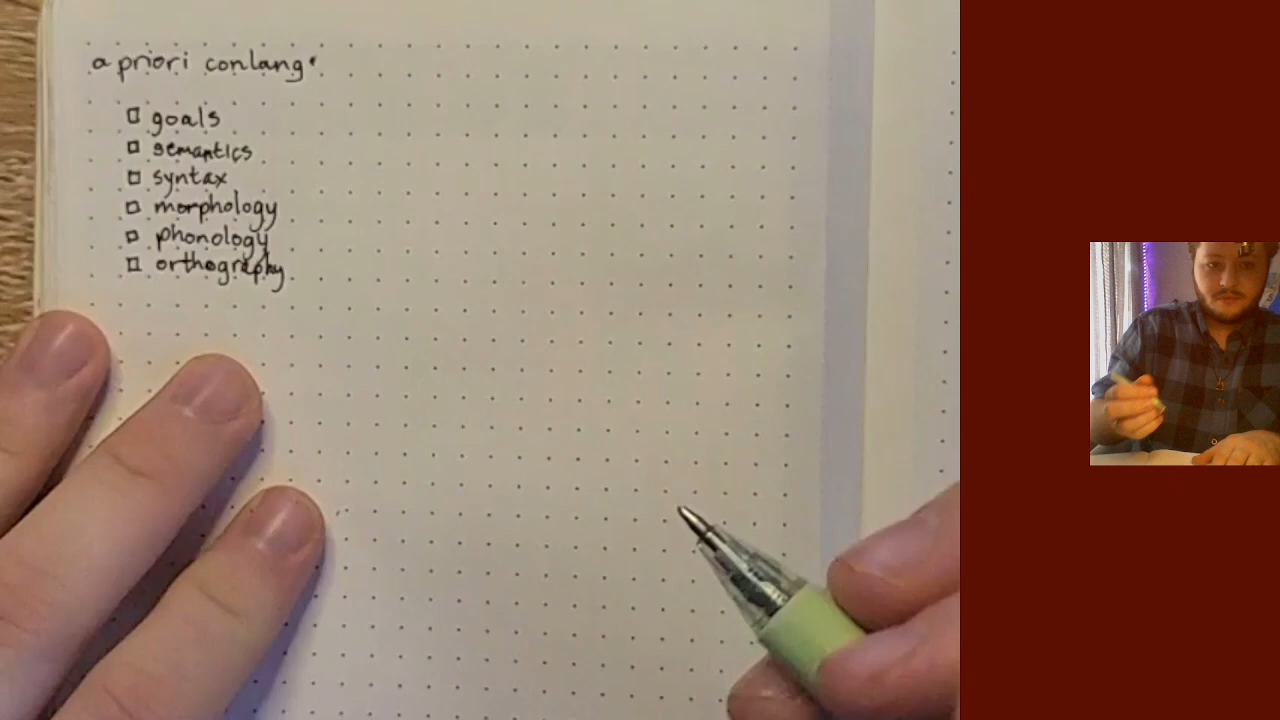 a priori conlang
□ goals
□ semantics
□ syntax
□ morphology
□ phonology
□ orthography